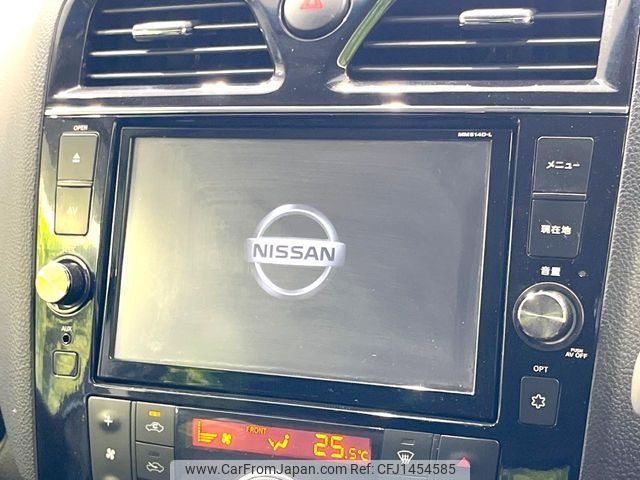 OPEN
MM514D-L
メニュー
AV
現在地
NISSAN
音量
AUX
PUSH
AV OFF
OPT
FRONT
25.5°C
www.CarFromJapan.com Ref: CFJ1454585